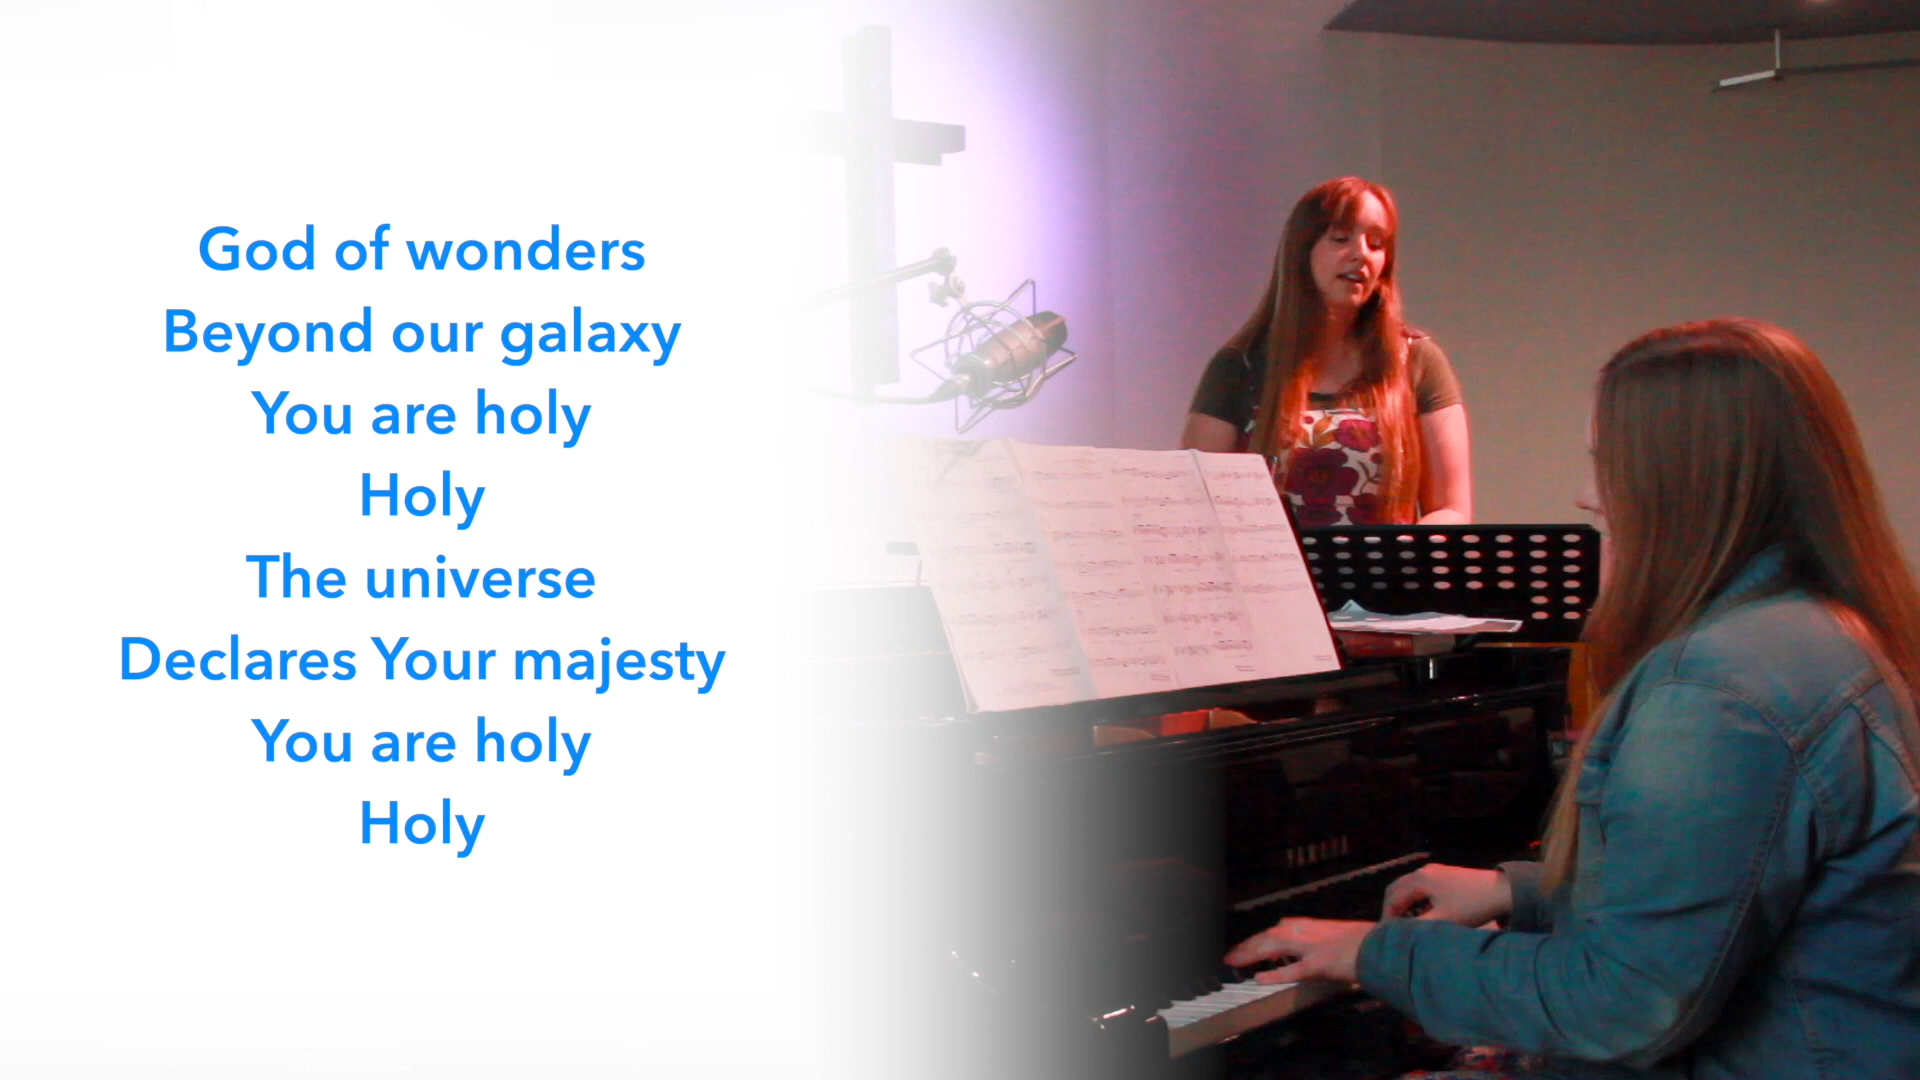 God of wonders
Beyond our galaxy
You are holy
Holy
The universe
Declares Your majesty
You are holy
Holy
YAMAHA